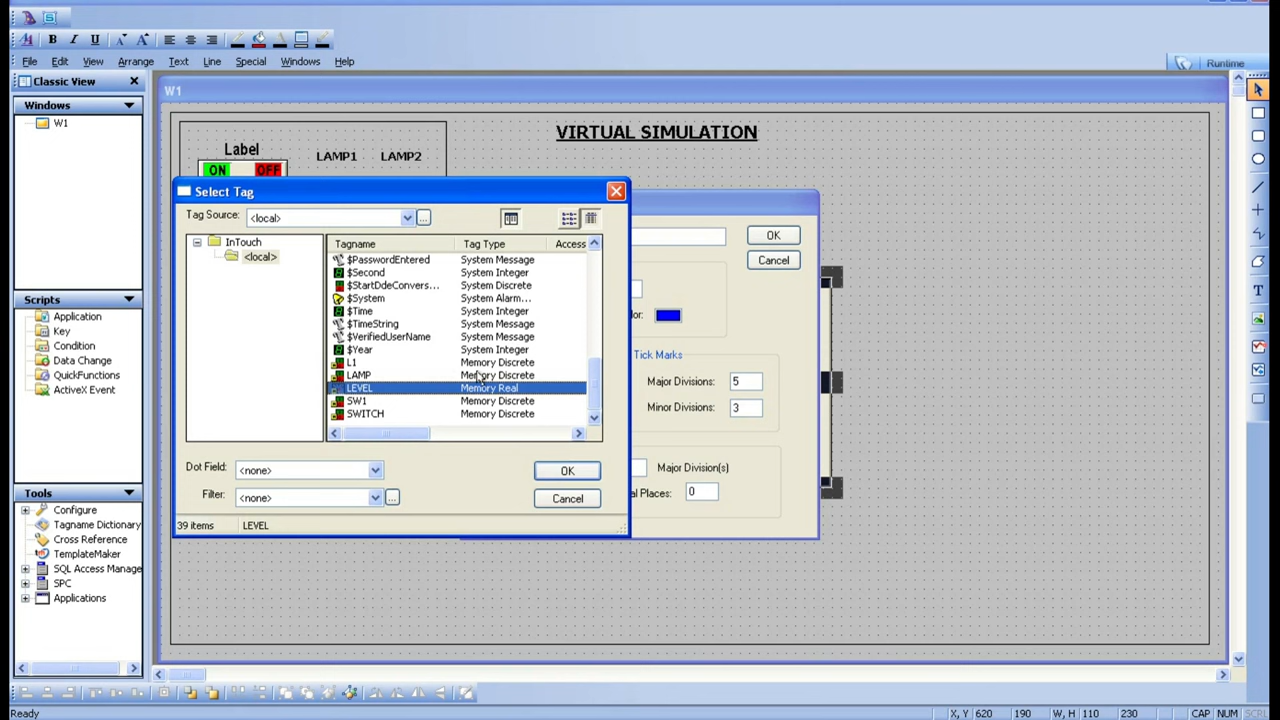 B I U A A
File Edit View Arrange Text Line Special Windows Help
Runtime
Classic View
Windows
W1
Scripts
Application
Key
Condition
Data Change
QuickFunctions
ActiveX Event
Tools
Configure
Tagname Dictionary
Cross Reference
TemplateMaker
SQL Access Manage
SPC
Applications
W1
VIRTUAL SIMULATION
Label
ON OFF
LAMP1 LAMP2
Select Tag
Tag Source: <local> ...
InTouch
<local>
Tagname Tag Type Access
$PasswordEntered System Message
$Second System Integer
$StartDdeConvers... System Discrete
$System System Alarm...
$Time System Integer
$TimeString System Message
$VerifiedUserName System Message
$Year System Integer
L1 Memory Discrete
LAMP Memory Discrete
LEVEL Memory Real
SW1 Memory Discrete
SWITCH Memory Discrete
Dot Field: <none>
Filter: <none> ...
OK
Cancel
39 items LEVEL
OK
Cancel
lor:
Tick Marks
Major Divisions: 5
Minor Divisions: 3
Major Division(s)
al Places: 0
T
Ready
X, Y 620 190 W, H 110 230 CAP NUM SCRL